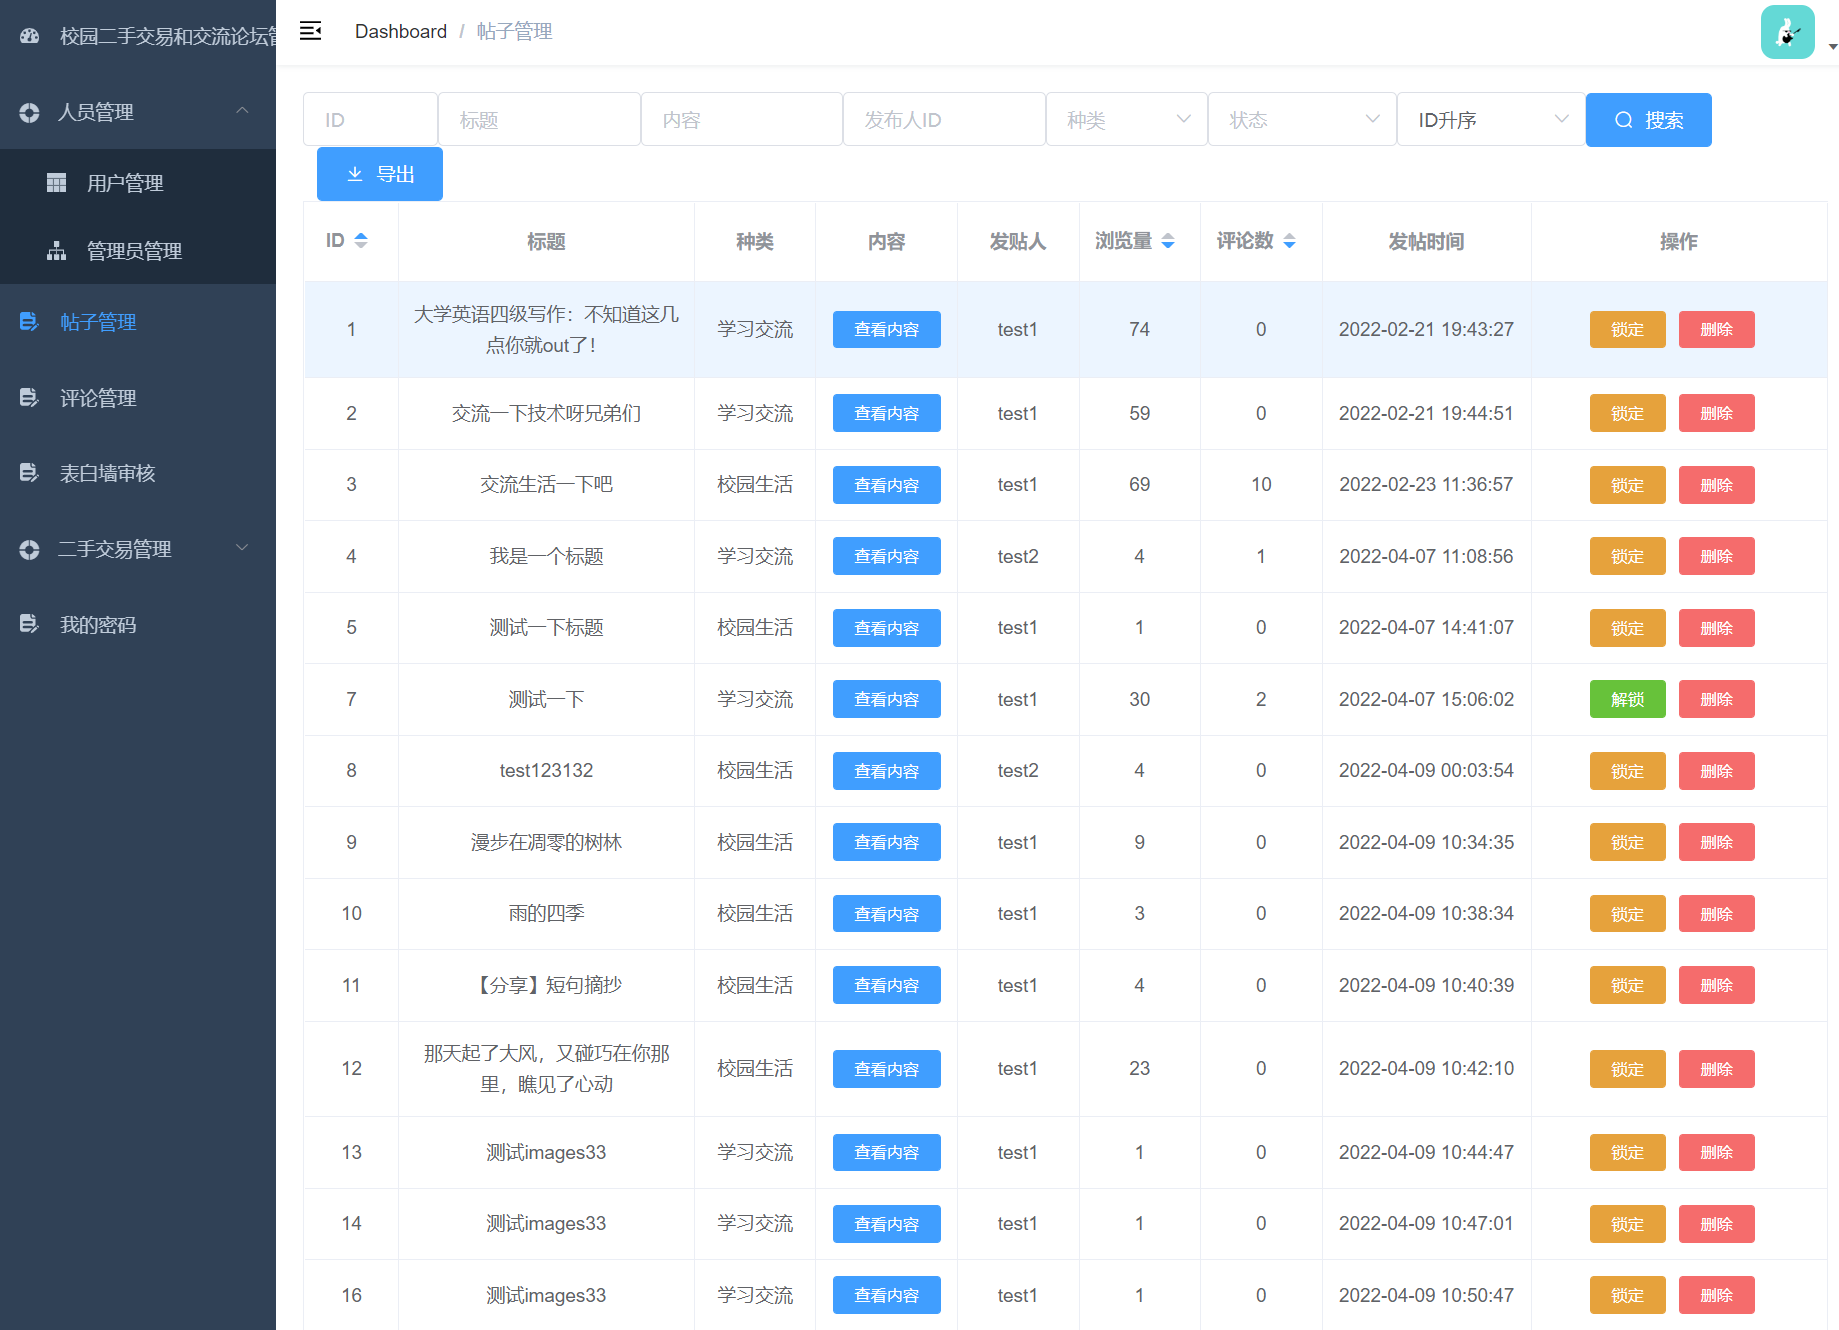 校园二手交易和交流论坛管
人员管理
用户管理
管理员管理
帖子管理
评论管理
表白墙审核
二手交易管理
我的密码
Dashboard / 帖子管理
ID 标题 内容 发布人ID 种类 状态 ID升序 搜索
导出
ID 标题 种类 内容 发贴人 浏览量 评论数 发帖时间 操作
1 大学英语四级写作：不知道这几点你就out了！ 学习交流 查看内容 test1 74 0 2022-02-21 19:43:27 锁定 删除
2 交流一下技术呀兄弟们 学习交流 查看内容 test1 59 0 2022-02-21 19:44:51 锁定 删除
3 交流生活一下吧 校园生活 查看内容 test1 69 10 2022-02-23 11:36:57 锁定 删除
4 我是一个标题 学习交流 查看内容 test2 4 1 2022-04-07 11:08:56 锁定 删除
5 测试一下标题 校园生活 查看内容 test1 1 0 2022-04-07 14:41:07 锁定 删除
7 测试一下 学习交流 查看内容 test1 30 2 2022-04-07 15:06:02 解锁 删除
8 test123132 校园生活 查看内容 test2 4 0 2022-04-09 00:03:54 锁定 删除
9 漫步在凋零的树林 校园生活 查看内容 test1 9 0 2022-04-09 10:34:35 锁定 删除
10 雨的四季 校园生活 查看内容 test1 3 0 2022-04-09 10:38:34 锁定 删除
11 【分享】短句摘抄 校园生活 查看内容 test1 4 0 2022-04-09 10:40:39 锁定 删除
12 那天起了大风，又碰巧在你那里，瞧见了心动 校园生活 查看内容 test1 23 0 2022-04-09 10:42:10 锁定 删除
13 测试images33 学习交流 查看内容 test1 1 0 2022-04-09 10:44:47 锁定 删除
14 测试images33 学习交流 查看内容 test1 1 0 2022-04-09 10:47:01 锁定 删除
16 测试images33 学习交流 查看内容 test1 1 0 2022-04-09 10:50:47 锁定 删除